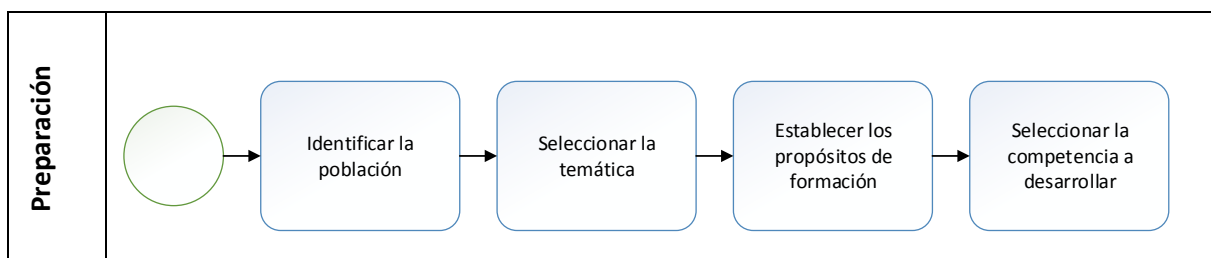 Preparación
Identificar la
población
Seleccionar la
temática
Establecer los
propósitos de
formación
Seleccionar la
competencia a
desarrollar